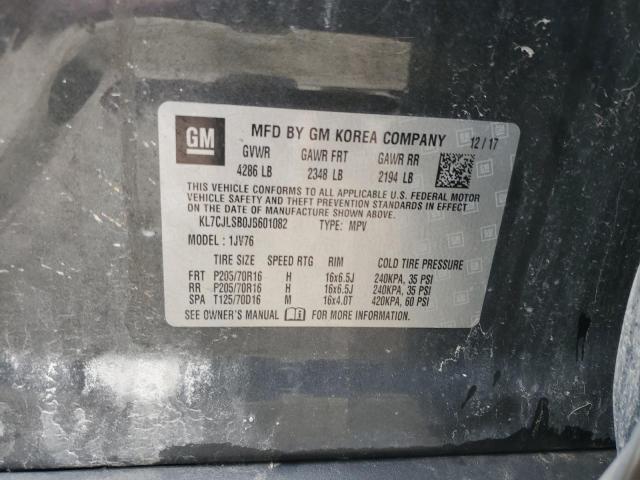 GM MFD BY GM KOREA COMPANY 12/17
GVWR GAWR FRT GAWR RR
4286 LB 2348 LB 2194 LB
THIS VEHICLE CONFORMS TO ALL APPLICABLE U.S. FEDERAL MOTOR
VEHICLE SAFETY AND THEFT PREVENTION STANDARDS IN EFFECT
ON THE DATE OF MANUFACTURE SHOWN ABOVE.
KL7CJLSB0JB601082 TYPE: MPV
MODEL: 1JV76
TIRE SIZE SPEED RTG RIM COLD TIRE PRESSURE
FRT P205/70R16 H 16x6.5J 240KPA, 35 PSI
RR P205/70R16 H 16x6.5J 240KPA, 35 PSI
SPA T125/70D16 M 16x4.0T 420KPA, 60 PSI
SEE OWNER'S MANUAL FOR MORE INFORMATION.